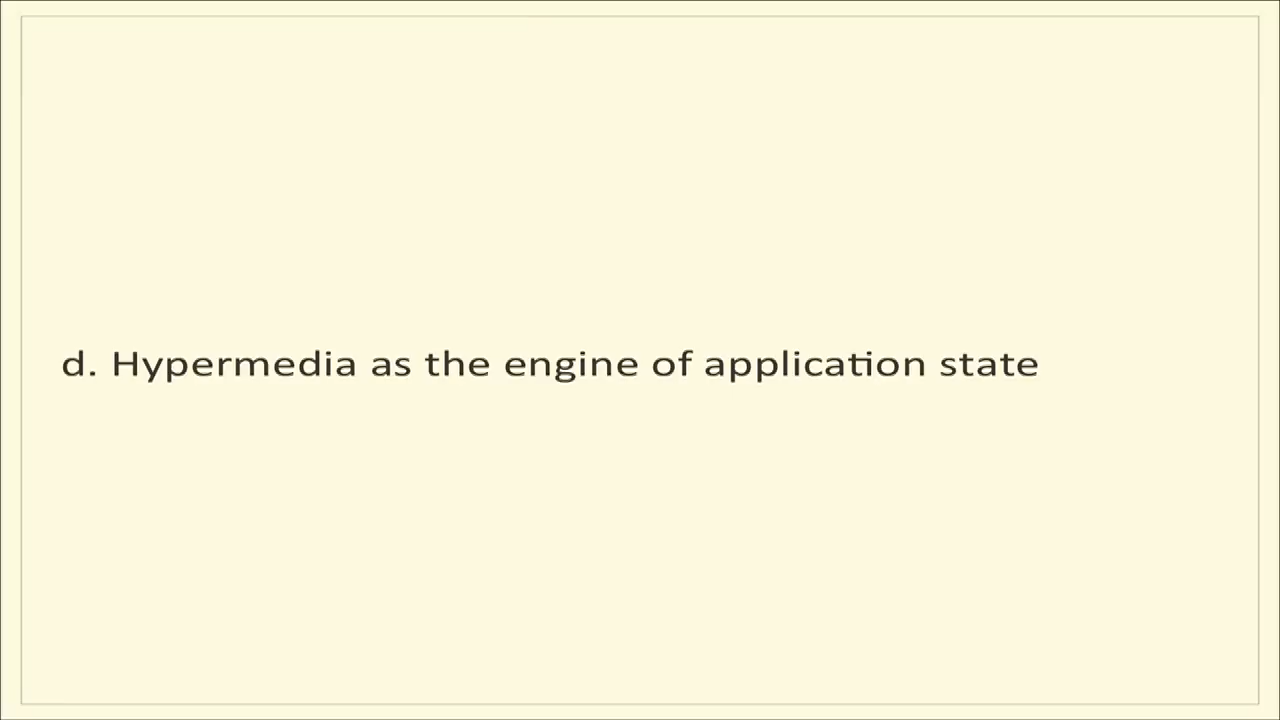 d. Hypermedia as the engine of application state